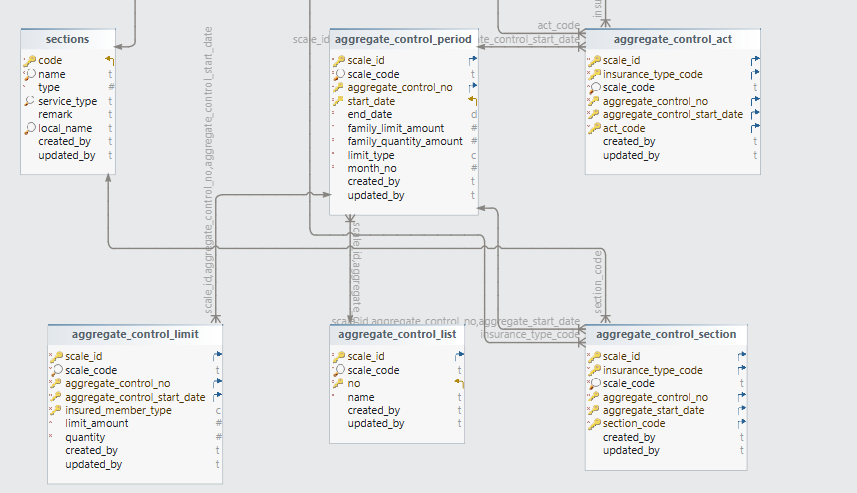 act_code
insu
scale_id
te_control_start_date
scale_id,aggregate_control_no,aggregate_control_start_date
sections
code
name t
type #
service_type t
remark t
local_name t
created_by t
updated_by t
aggregate_control_period
scale_id
scale_code t
aggregate_control_no
start_date
end_date d
family_limit_amount #
family_quantity_amount #
limit_type c
month_no #
created_by t
updated_by t
aggregate_control_act
scale_id
insurance_type_code
scale_code t
aggregate_control_no
aggregate_control_start_date
act_code
created_by t
updated_by t
scale_id,aggregate_
section_code
scale_id,aggregate_control_no,aggregate_start_date
insurance_type_code
aggregate_control_limit
scale_id
scale_code t
aggregate_control_no
aggregate_control_start_date
insured_member_type c
limit_amount #
quantity #
created_by t
updated_by t
aggregate_control_list
scale_id
scale_code t
no
name t
created_by t
updated_by t
aggregate_control_section
scale_id
insurance_type_code
scale_code t
aggregate_control_no
aggregate_start_date
section_code
created_by t
updated_by t